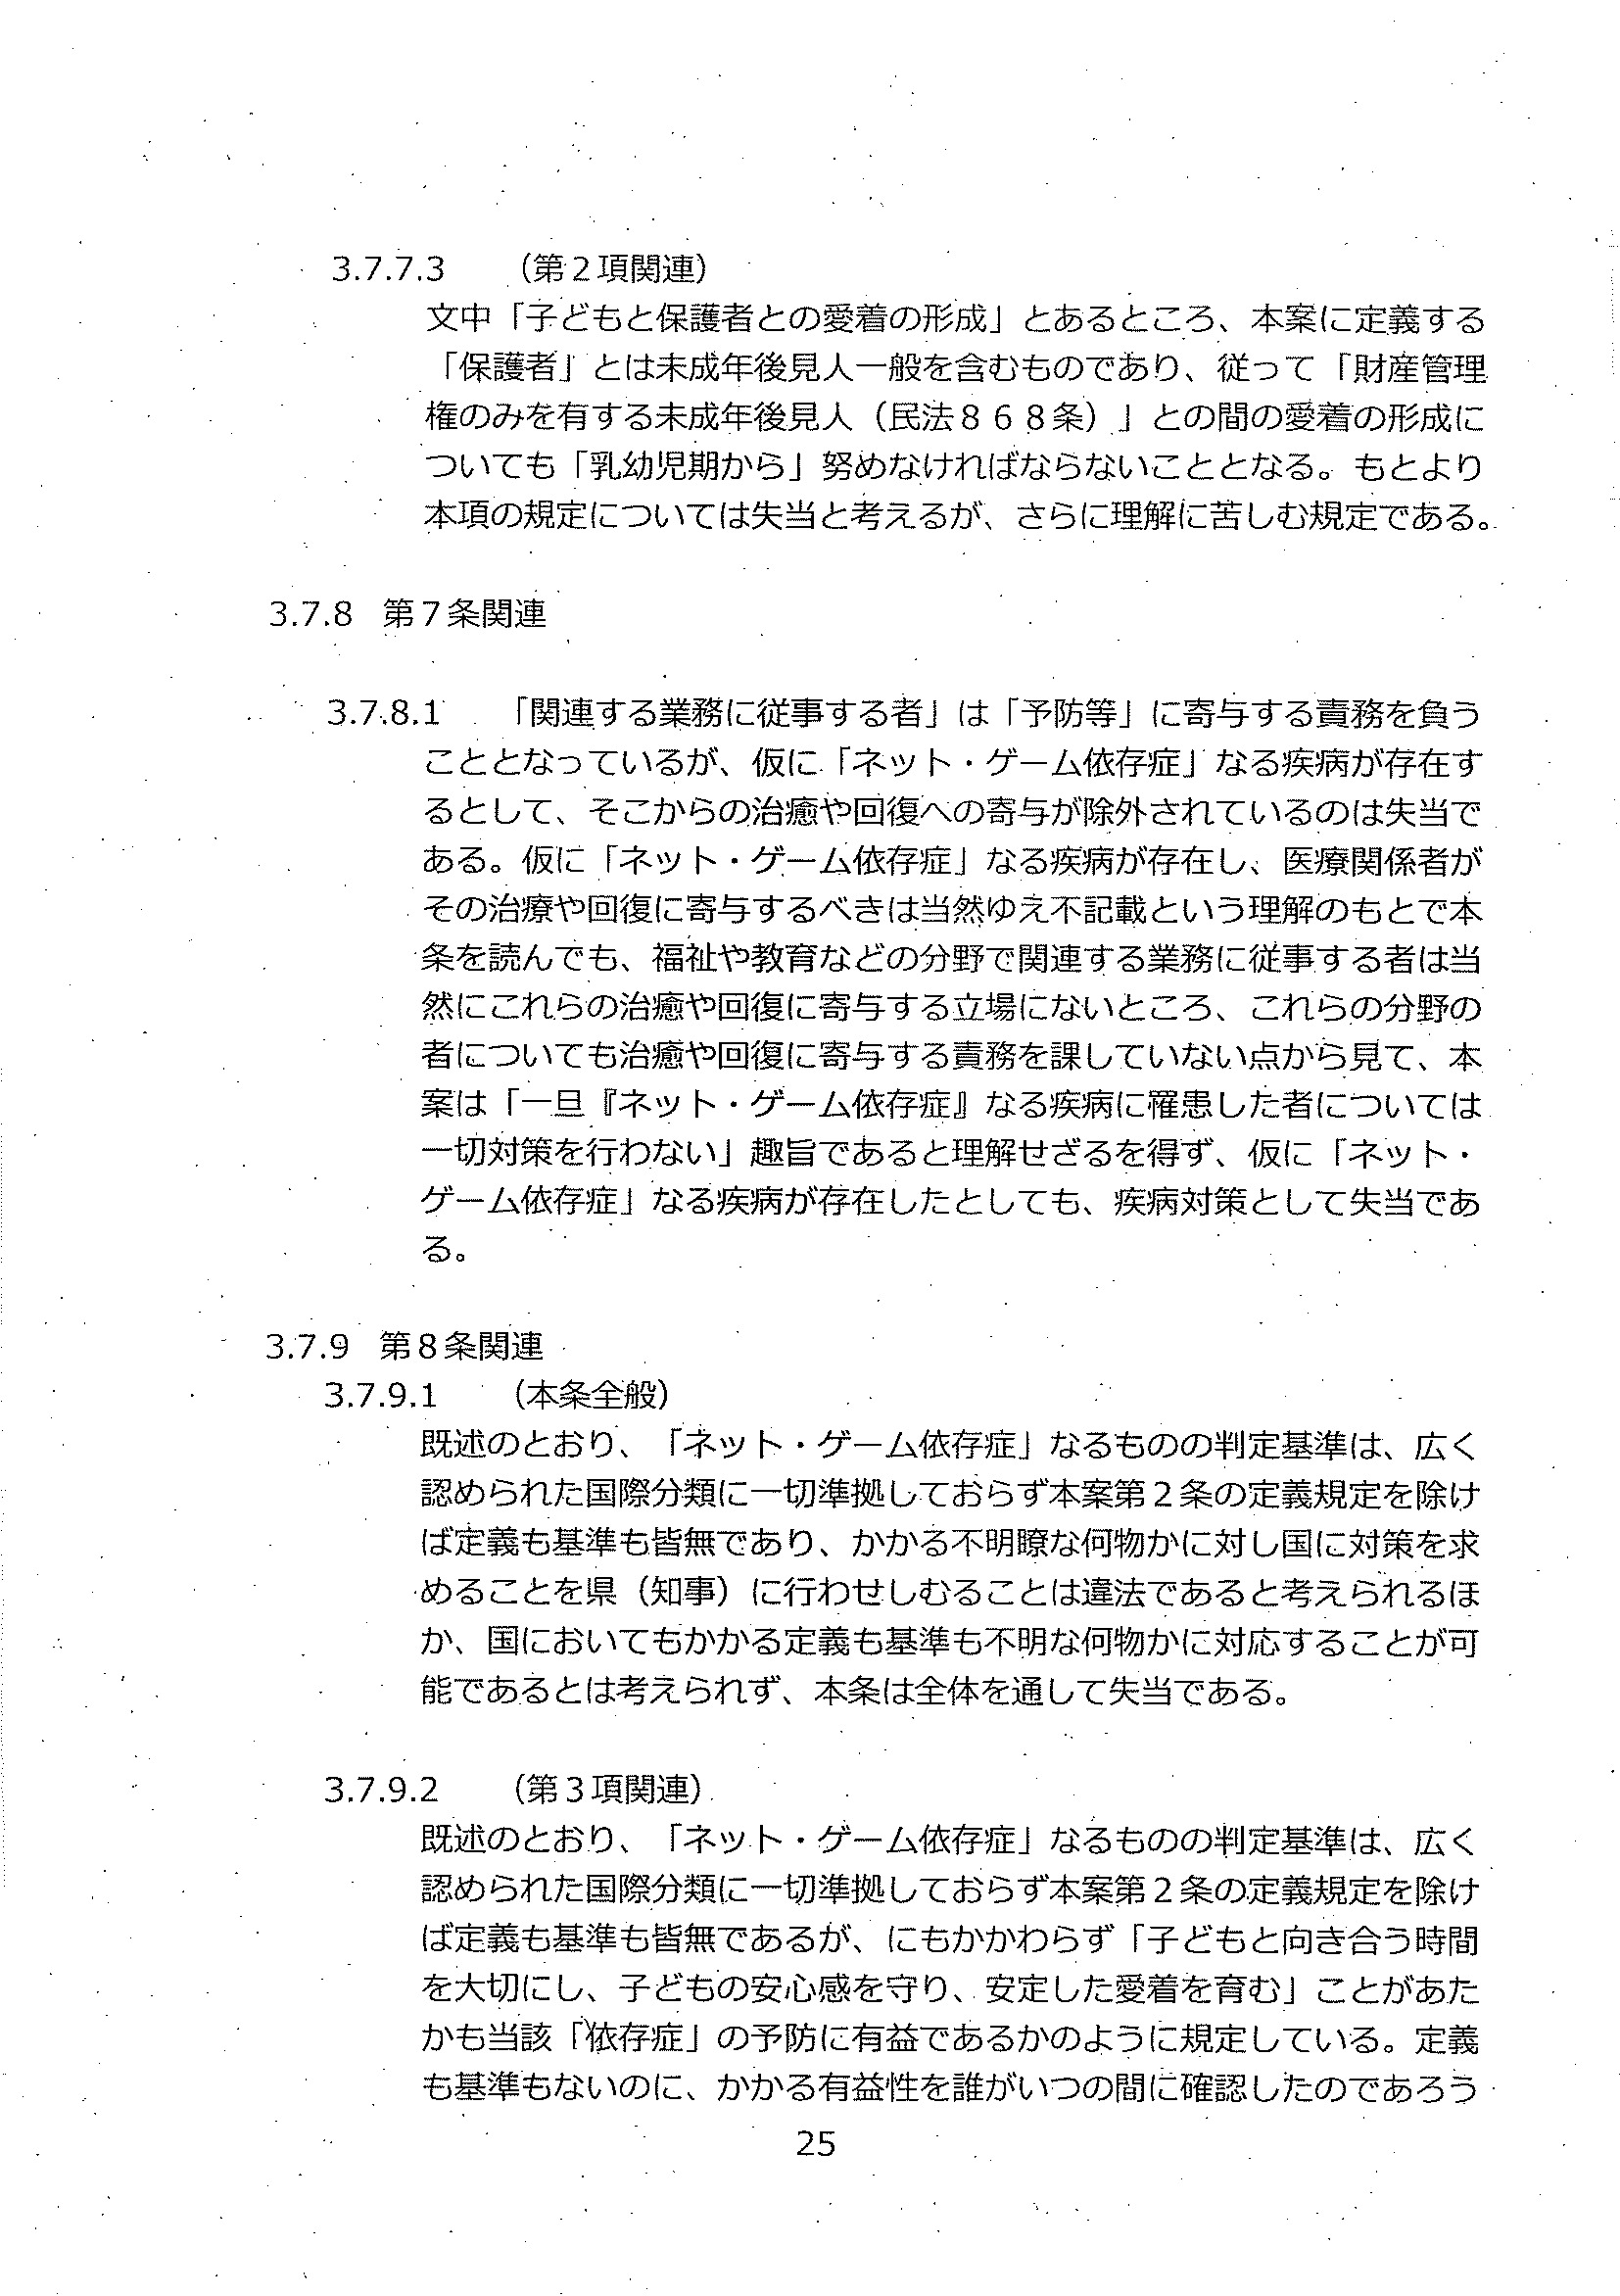 3.7.7.3　（第２項関連）
文中「子どもと保護者との愛着の形成」とあるところ、本案に定義する
「保護者」とは未成年後見人一般を含むものであり、従って「財産管理
権のみを有する未成年後見人（民法８６８条）」との間の愛着の形成に
ついても「乳幼児期から」努めなければならないこととなる。もとより
本項の規定については失当と考えるが、さらに理解に苦しむ規定である。
3.7.8　第７条関連
3.7.8.1　「関連する業務に従事する者」は「予防等」に寄与する責務を負う
こととなっているが、仮に「ネット・ゲーム依存症」なる疾病が存在す
るとして、そこからの治癒や回復への寄与が除外されているのは失当で
ある。仮に「ネット・ゲーム依存症」なる疾病が存在し、医療関係者が
その治療や回復に寄与するべきは当然ゆえ不記載という理解のもとで本
条を読んでも、福祉や教育などの分野で関連する業務に従事する者は当
然にこれらの治癒や回復に寄与する立場にないところ、これらの分野の
者についても治癒や回復に寄与する責務を課していない点から見て、本
案は「一旦『ネット・ゲーム依存症』なる疾病に罹患した者については
一切対策を行わない」趣旨であると理解せざるを得ず、仮に「ネット・
ゲーム依存症」なる疾病が存在したとしても、疾病対策として失当であ
る。
3.7.9　第８条関連
3.7.9.1　（本条全般）
既述のとおり、「ネット・ゲーム依存症」なるものの判定基準は、広く
認められた国際分類に一切準拠しておらず本案第２条の定義規定を除け
ば定義も基準も皆無であり、かかる不明瞭な何物かに対し国に対策を求
めることを県（知事）に行わせしむることは違法であると考えられるほ
か、国においてもかかる定義も基準も不明な何物かに対応することが可
能であるとは考えられず、本条は全体を通して失当である。
3.7.9.2　（第３項関連）
既述のとおり、「ネット・ゲーム依存症」なるものの判定基準は、広く
認められた国際分類に一切準拠しておらず本案第２条の定義規定を除け
ば定義も基準も皆無であるが、にもかかわらず「子どもと向き合う時間
を大切にし、子どもの安心感を守り、安定した愛着を育む」ことがあた
かも当該「依存症」の予防に有益であるかのように規定している。定義
も基準もないのに、かかる有益性を誰がいつの間に確認したのであろう
25